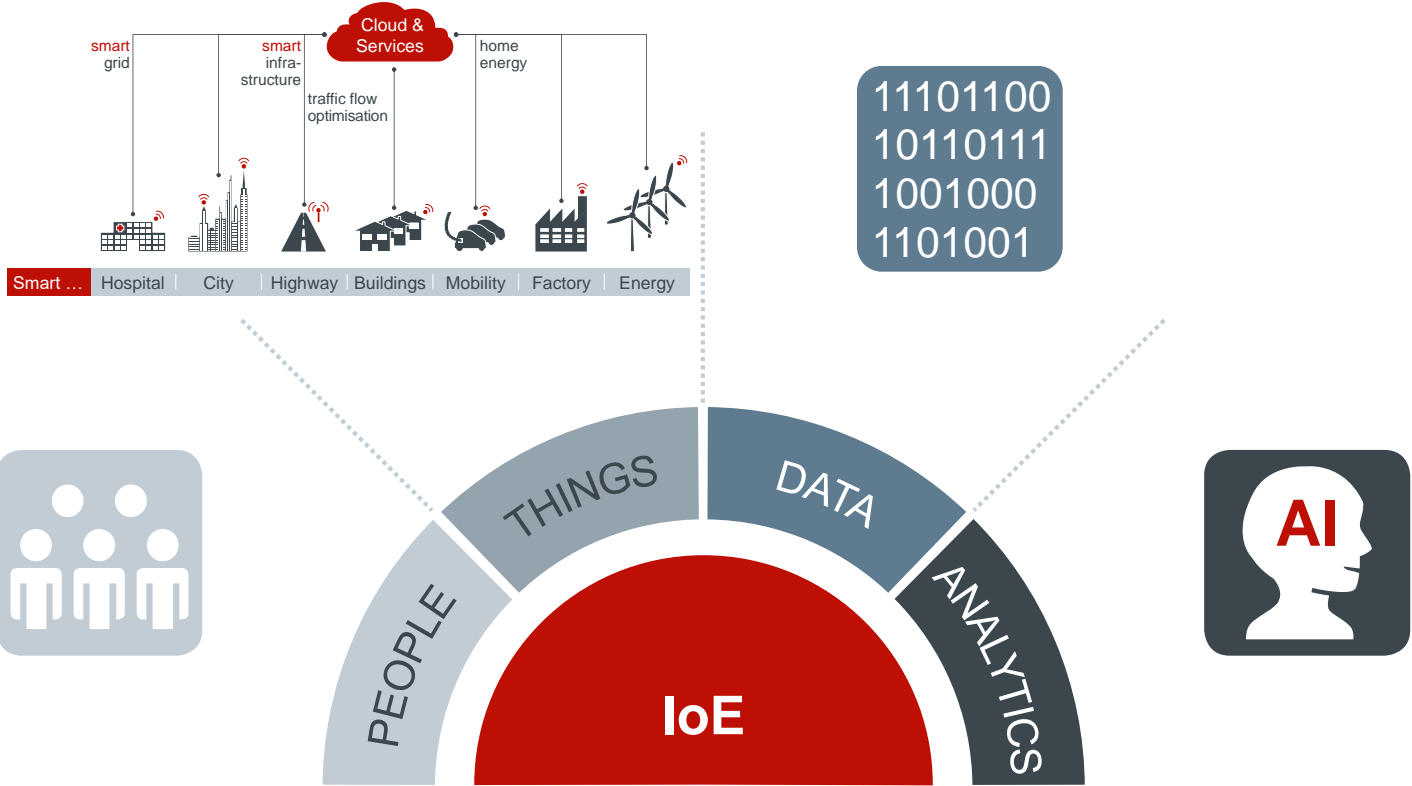 Cloud &
Services
smart
grid
smart
infra-
structure
traffic flow
optimisation
home
energy
Smart … Hospital City Highway Buildings Mobility Factory Energy
11101100
10110111
1001000
1101001
PEOPLE
THINGS
DATA
ANALYTICS
AI
IoE